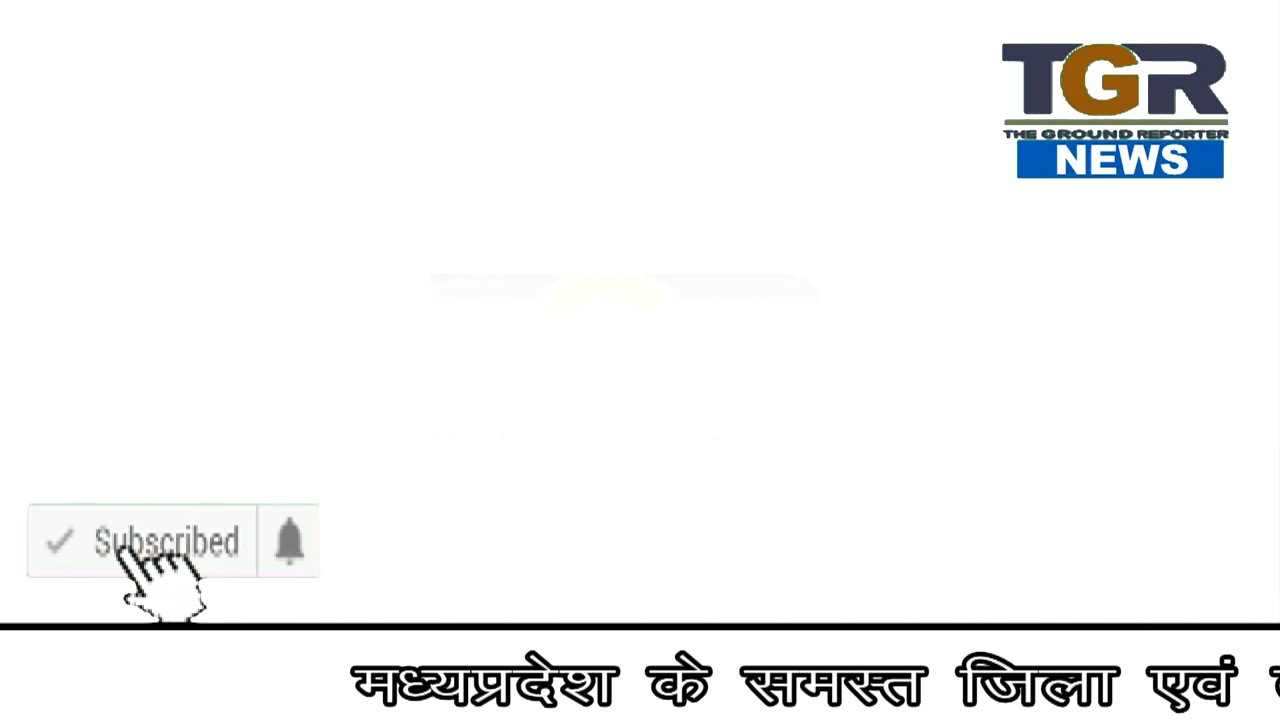 TGR
THE GROUND REPORTER
NEWS
Subscribed
मध्यप्रदेश के समस्त जिला एवं